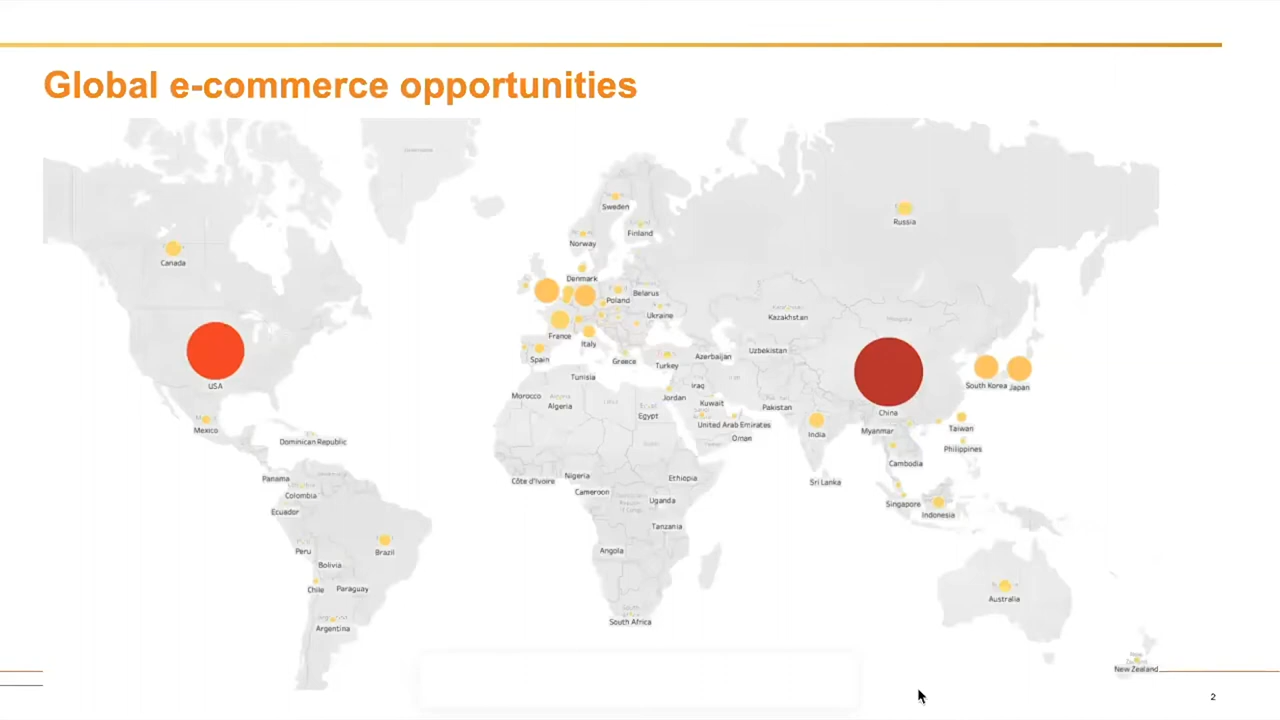 Global e-commerce opportunities
Sweden
Russia
Finland
Norway
Canada
Denmark
Belarus
Poland
Ukraine
Kazakhstan
France
Italy
Uzbekistan
Azerbaijan
Spain
Greece
Turkey
Tunisia
USA
Iraq
South Korea
Japan
Morocco
Jordan
Algeria
Kuwait
Pakistan
Egypt
China
United Arab Emirates
Mexico
Taiwan
Myanmar
India
Oman
Dominican Republic
Philippines
Cambodia
Panama
Nigeria
Ethiopia
Côte d'Ivoire
Sri Lanka
Cameroon
Colombia
Uganda
Singapore
Ecuador
Indonesia
Tanzania
Peru
Brazil
Angola
Bolivia
Chile
Paraguay
Australia
South Africa
Argentina
New Zealand
2